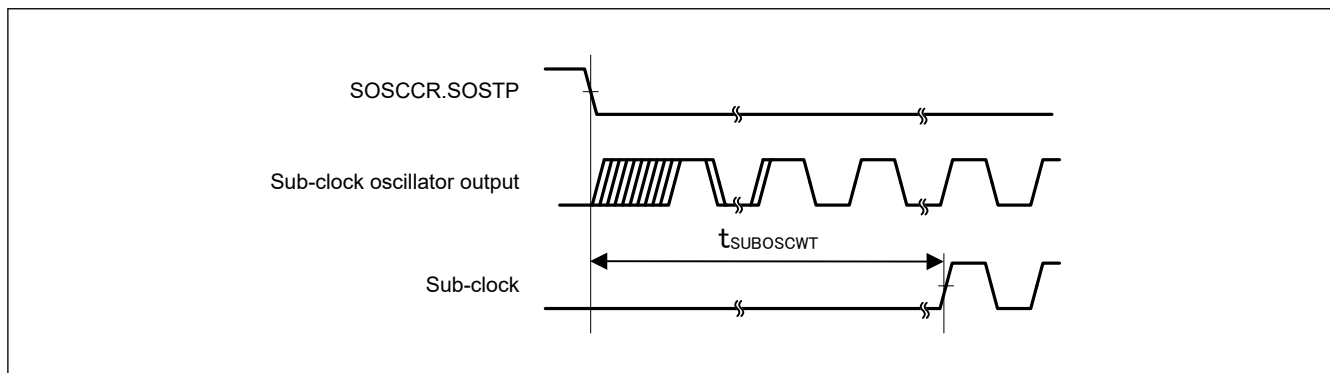 SOSCCR.SOSTP
Sub-clock oscillator output
tSUBOSCWT
Sub-clock